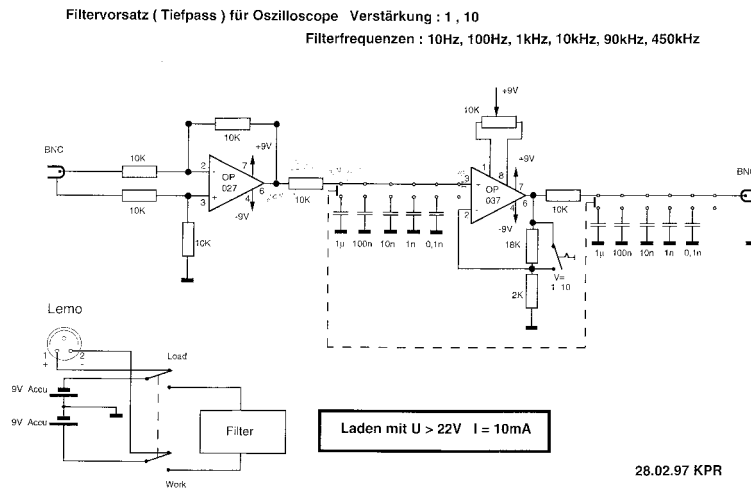 Filtervorsatz ( Tiefpass ) für Oszilloscope   Verstärkung : 1 , 10
Filterfrequenzen : 10Hz, 100Hz, 1kHz, 10kHz, 90kHz, 450kHz
BNC
10K
10K
10K
10K
2
3
7
6
4
OP
027
+9V
-9V
10K
1µ
100n
10n
1n
0,1n
+9V
10K
1
8
3
2
7
6
4
OP
037
+9V
-9V
18K
2K
V=
1 10
10K
BNC
1µ
100n
10n
1n
0,1n
Lemo
1
2
+
-
9V Accu
9V Accu
Load
Work
Filter
Laden mit U > 22V   I = 10mA
28.02.97 KPR